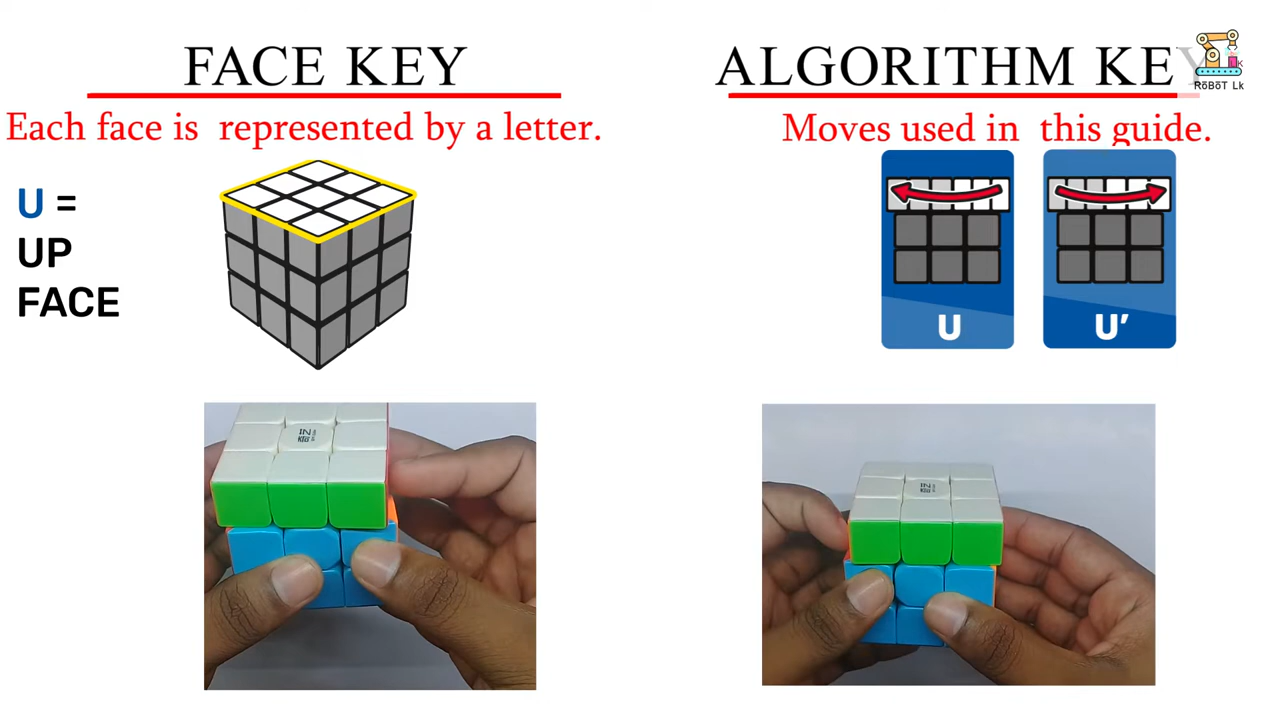 FACE KEY
Each face is represented by a letter.
U =
UP
FACE
ALGORITHM KEY
RōBōT Lk
Moves used in this guide.
U
U′